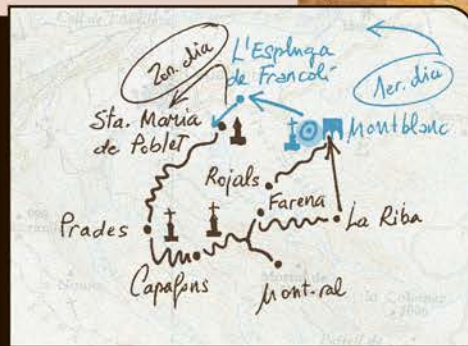 2on. dia
L'Espluga
de Francolí
1er. dia
Sta. Maria
de Poblet
Montblanc
Rojals
Farena
La Riba
Prades
Capafons
Mont-ral